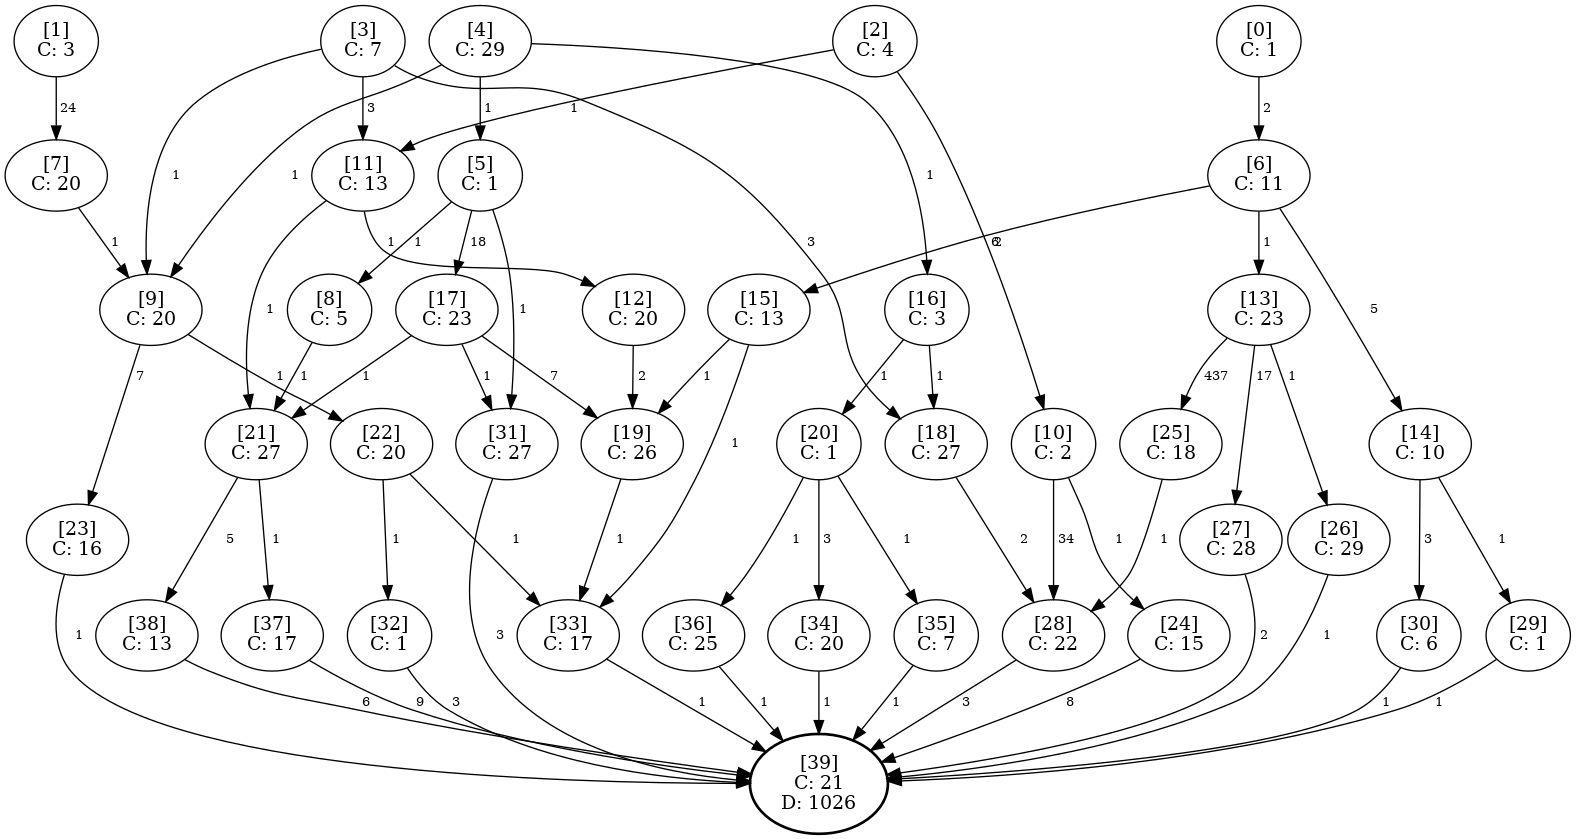 [1]
C: 3
[3]
C: 7
[4]
C: 29
[2]
C: 4
[0]
C: 1
24
3
1
1
2
[7]
C: 20
[11]
C: 13
[5]
C: 1
[6]
C: 11
1
1
1
3
1
1
1
18
6
2
1
[9]
C: 20
[8]
C: 5
[17]
C: 23
[12]
C: 20
[15]
C: 13
[16]
C: 3
[13]
C: 23
1
1
5
7
1
1
1
1
7
2
1
1
1
437
17
1
[21]
C: 27
[22]
C: 20
[31]
C: 27
[19]
C: 26
[20]
C: 1
[18]
C: 27
[10]
C: 2
[25]
C: 18
[14]
C: 10
1
[23]
C: 16
5
1
1
1
1
1
3
1
2
34
1
1
[27]
C: 28
[26]
C: 29
3
1
[38]
C: 13
[37]
C: 17
[32]
C: 1
[33]
C: 17
[36]
C: 25
[34]
C: 20
[35]
C: 7
[28]
C: 22
[24]
C: 15
[30]
C: 6
[29]
C: 1
1
3
2
1
6
9
3
1
1
1
1
3
8
1
1
[39]
C: 21
D: 1026